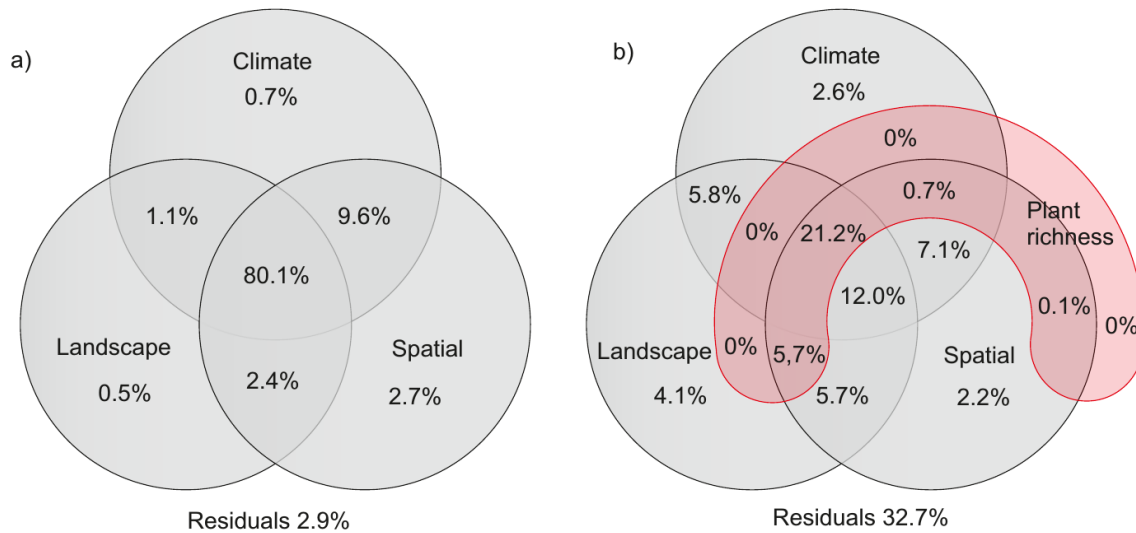 a)
Climate
0.7%
1.1%
9.6%
80.1%
Landscape
0.5%
2.4%
Spatial
2.7%
Residuals 2.9%
b)
Climate
2.6%
0%
5.8%
0.7%
0%
21.2%
Plant
richness
7.1%
12.0%
0.1%
0%
Landscape
0%
5,7%
Spatial
4.1%
5.7%
2.2%
Residuals 32.7%